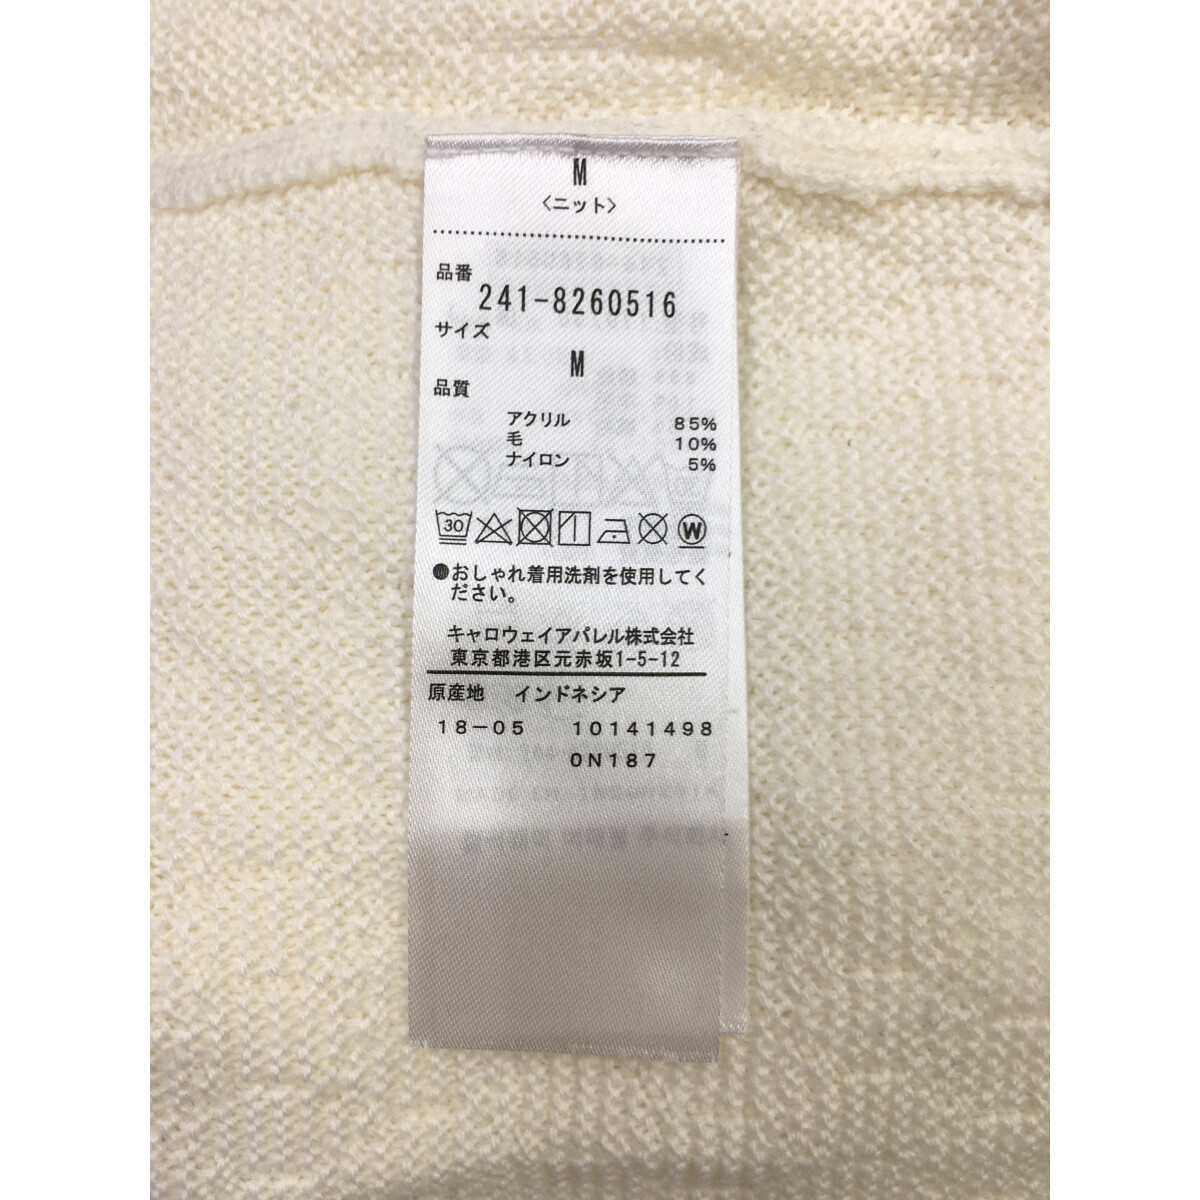 M
〈ニット〉
品番
241-8260516
サイズ
M
品質
アクリル 85%
毛 10%
ナイロン 5%
30 W
●おしゃれ着用洗剤を使用してく
ださい。
キャロウェイアパレル株式会社
東京都港区元赤坂1-5-12
原産地 インドネシア
18-05 10141498
0N187